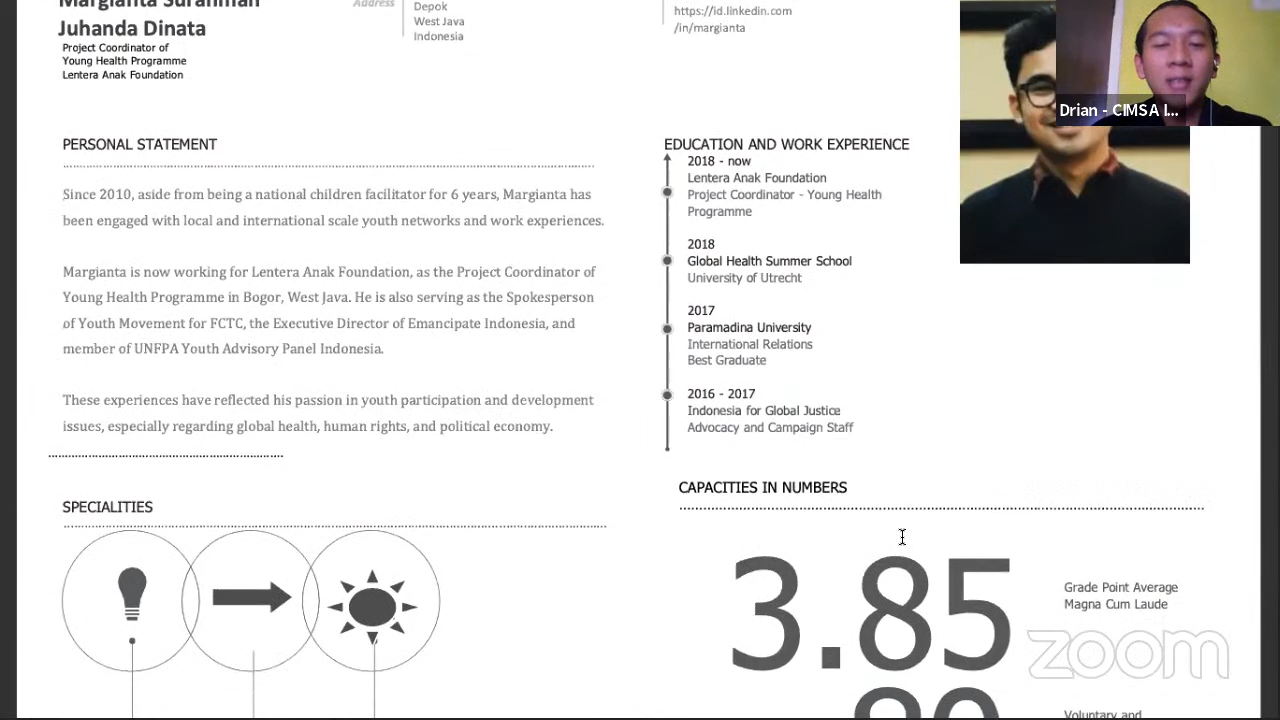 Margianta Surahman
Juhanda Dinata
Project Coordinator of
Young Health Programme
Lentera Anak Foundation
Address
Depok
West Java
Indonesia
https://id.linkedin.com
/in/margianta
Drian - CIMSA I...
PERSONAL STATEMENT
Since 2010, aside from being a national children facilitator for 6 years, Margianta has
been engaged with local and international scale youth networks and work experiences.
Margianta is now working for Lentera Anak Foundation, as the Project Coordinator of
Young Health Programme in Bogor, West Java. He is also serving as the Spokesperson
of Youth Movement for FCTC, the Executive Director of Emancipate Indonesia, and
member of UNFPA Youth Advisory Panel Indonesia.
These experiences have reflected his passion in youth participation and development
issues, especially regarding global health, human rights, and political economy.
SPECIALITIES
EDUCATION AND WORK EXPERIENCE
2018 - now
Lentera Anak Foundation
Project Coordinator - Young Health
Programme
2018
Global Health Summer School
University of Utrecht
2017
Paramadina University
International Relations
Best Graduate
2016 - 2017
Indonesia for Global Justice
Advocacy and Campaign Staff
CAPACITIES IN NUMBERS
3.85
Grade Point Average
Magna Cum Laude
zoom
Voluntary and